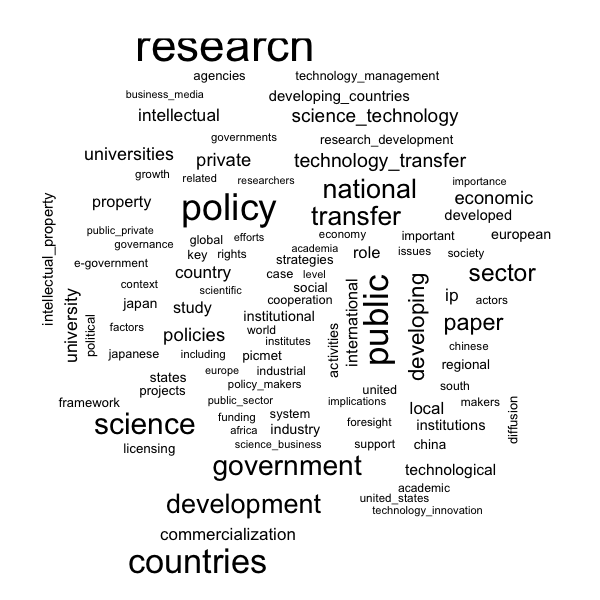 research
agencies technology_management
business_media developing_countries
intellectual science_technology
governments research_development
universities private technology_transfer
growth related researchers national importance
property policy transfer economic
developed
public_private global efforts economy important european
governance key rights academia role issues society
e-government country strategies sector
context scientific case level
social
japan study cooperation ip actors
intellectual_property university political factors policies institutional activities international public developing paper
world
japanese including picmet institutes chinese
states europe industrial regional
projects policy_makers united south
framework public_sector implications local makers diffusion
science funding system foresight institutions
africa industry
licensing science_business support china
government technological
academic
development united_states
technology_innovation
commercialization
countries